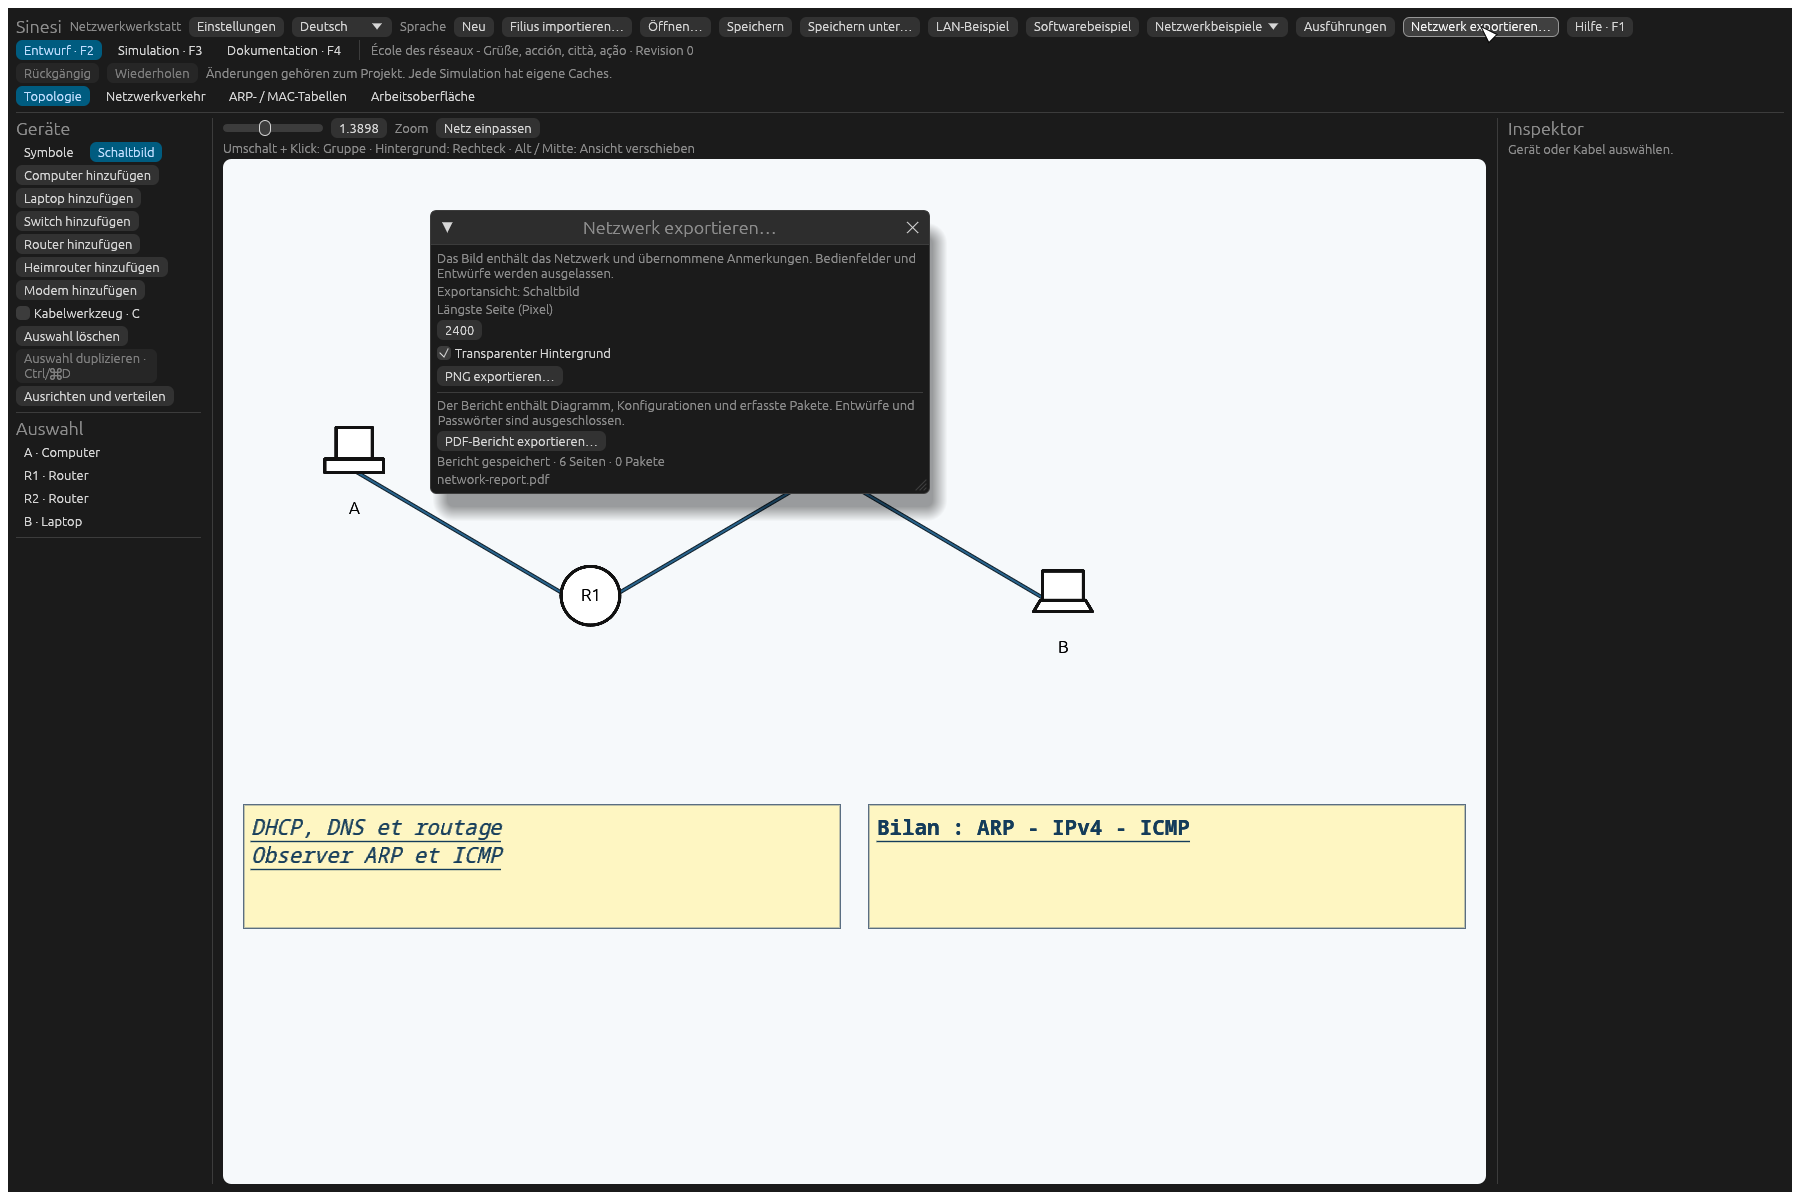 Sinesi Netzwerkwerkstatt Einstellungen Deutsch Sprache Neu Filius importieren… Öffnen… Speichern Speichern unter… LAN-Beispiel Softwarebeispiel Netzwerkbeispiele Ausführungen Netzwerk exportieren… Hilfe · F1
Entwurf · F2 Simulation · F3 Dokumentation · F4 École des réseaux - Grüße, acción, città, ação · Revision 0
Rückgängig Wiederholen Änderungen gehören zum Projekt. Jede Simulation hat eigene Caches.
Topologie Netzwerkverkehr ARP- / MAC-Tabellen Arbeitsoberfläche
Geräte
Symbole Schaltbild
Computer hinzufügen
Laptop hinzufügen
Switch hinzufügen
Router hinzufügen
Heimrouter hinzufügen
Modem hinzufügen
Kabelwerkzeug · C
Auswahl löschen
Auswahl duplizieren ·
Ctrl/⌘D
Ausrichten und verteilen
Auswahl
A · Computer
R1 · Router
R2 · Router
B · Laptop
1.3898 Zoom Netz einpassen
Umschalt + Klick: Gruppe · Hintergrund: Rechteck · Alt / Mitte: Ansicht verschieben
Netzwerk exportieren…
Das Bild enthält das Netzwerk und übernommene Anmerkungen. Bedienfelder und
Entwürfe werden ausgelassen.
Exportansicht: Schaltbild
Längste Seite (Pixel)
2400
Transparenter Hintergrund
PNG exportieren…
Der Bericht enthält Diagramm, Konfigurationen und erfasste Pakete. Entwürfe und
Passwörter sind ausgeschlossen.
PDF-Bericht exportieren…
Bericht gespeichert · 6 Seiten · 0 Pakete
network-report.pdf
A
R1
B
DHCP, DNS et routage
Observer ARP et ICMP
Bilan : ARP - IPv4 - ICMP
Inspektor
Gerät oder Kabel auswählen.